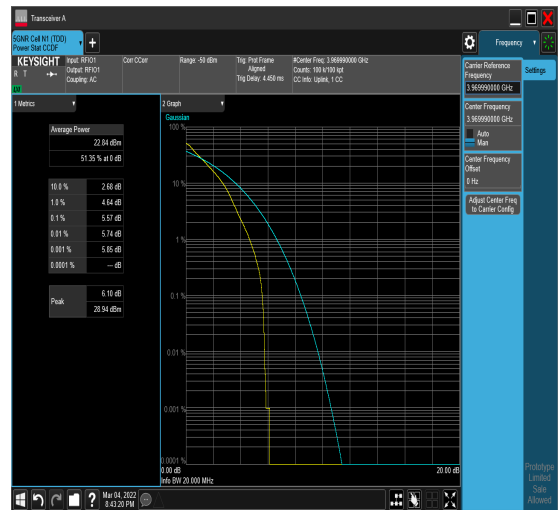 Transceiver A
5GNR Cell N1 (TDD)
Power Stat CCDF
Frequency
KEYSIGHT
R T
LXI
Input: RFIO1
Output: RFIO1
Coupling: AC
Corr CCorr
Range: -50 dBm
Trig: Prot Frame
Aligned
Trig Delay: 4.450 ms
#Center Freq: 3.969990000 GHz
Counts: 100 k/100 kpt
CC Info: Uplink, 1 CC
Carrier Reference
Frequency
3.969990000 GHz
Settings
Center Frequency
3.969990000 GHz
Auto
Man
Center Frequency
Offset
0 Hz
Adjust Center Freq
to Carrier Config
1 Metrics
Average Power
22.84 dBm
51.35 % at 0 dB
10.0 % 2.68 dB
1.0 % 4.64 dB
0.1 % 5.57 dB
0.01 % 5.74 dB
0.001 % 5.85 dB
0.0001 % --- dB
Peak
6.10 dB
28.94 dBm
2 Graph
Gaussian
100 %
10 %
1 %
0.1 %
0.01 %
0.001 %
0.0001 %
0.00 dB
20.00 dB
Info BW 20.000 MHz
Mar 04, 2022
8:43:20 PM
Prototype
Limited
Sale
Allowed